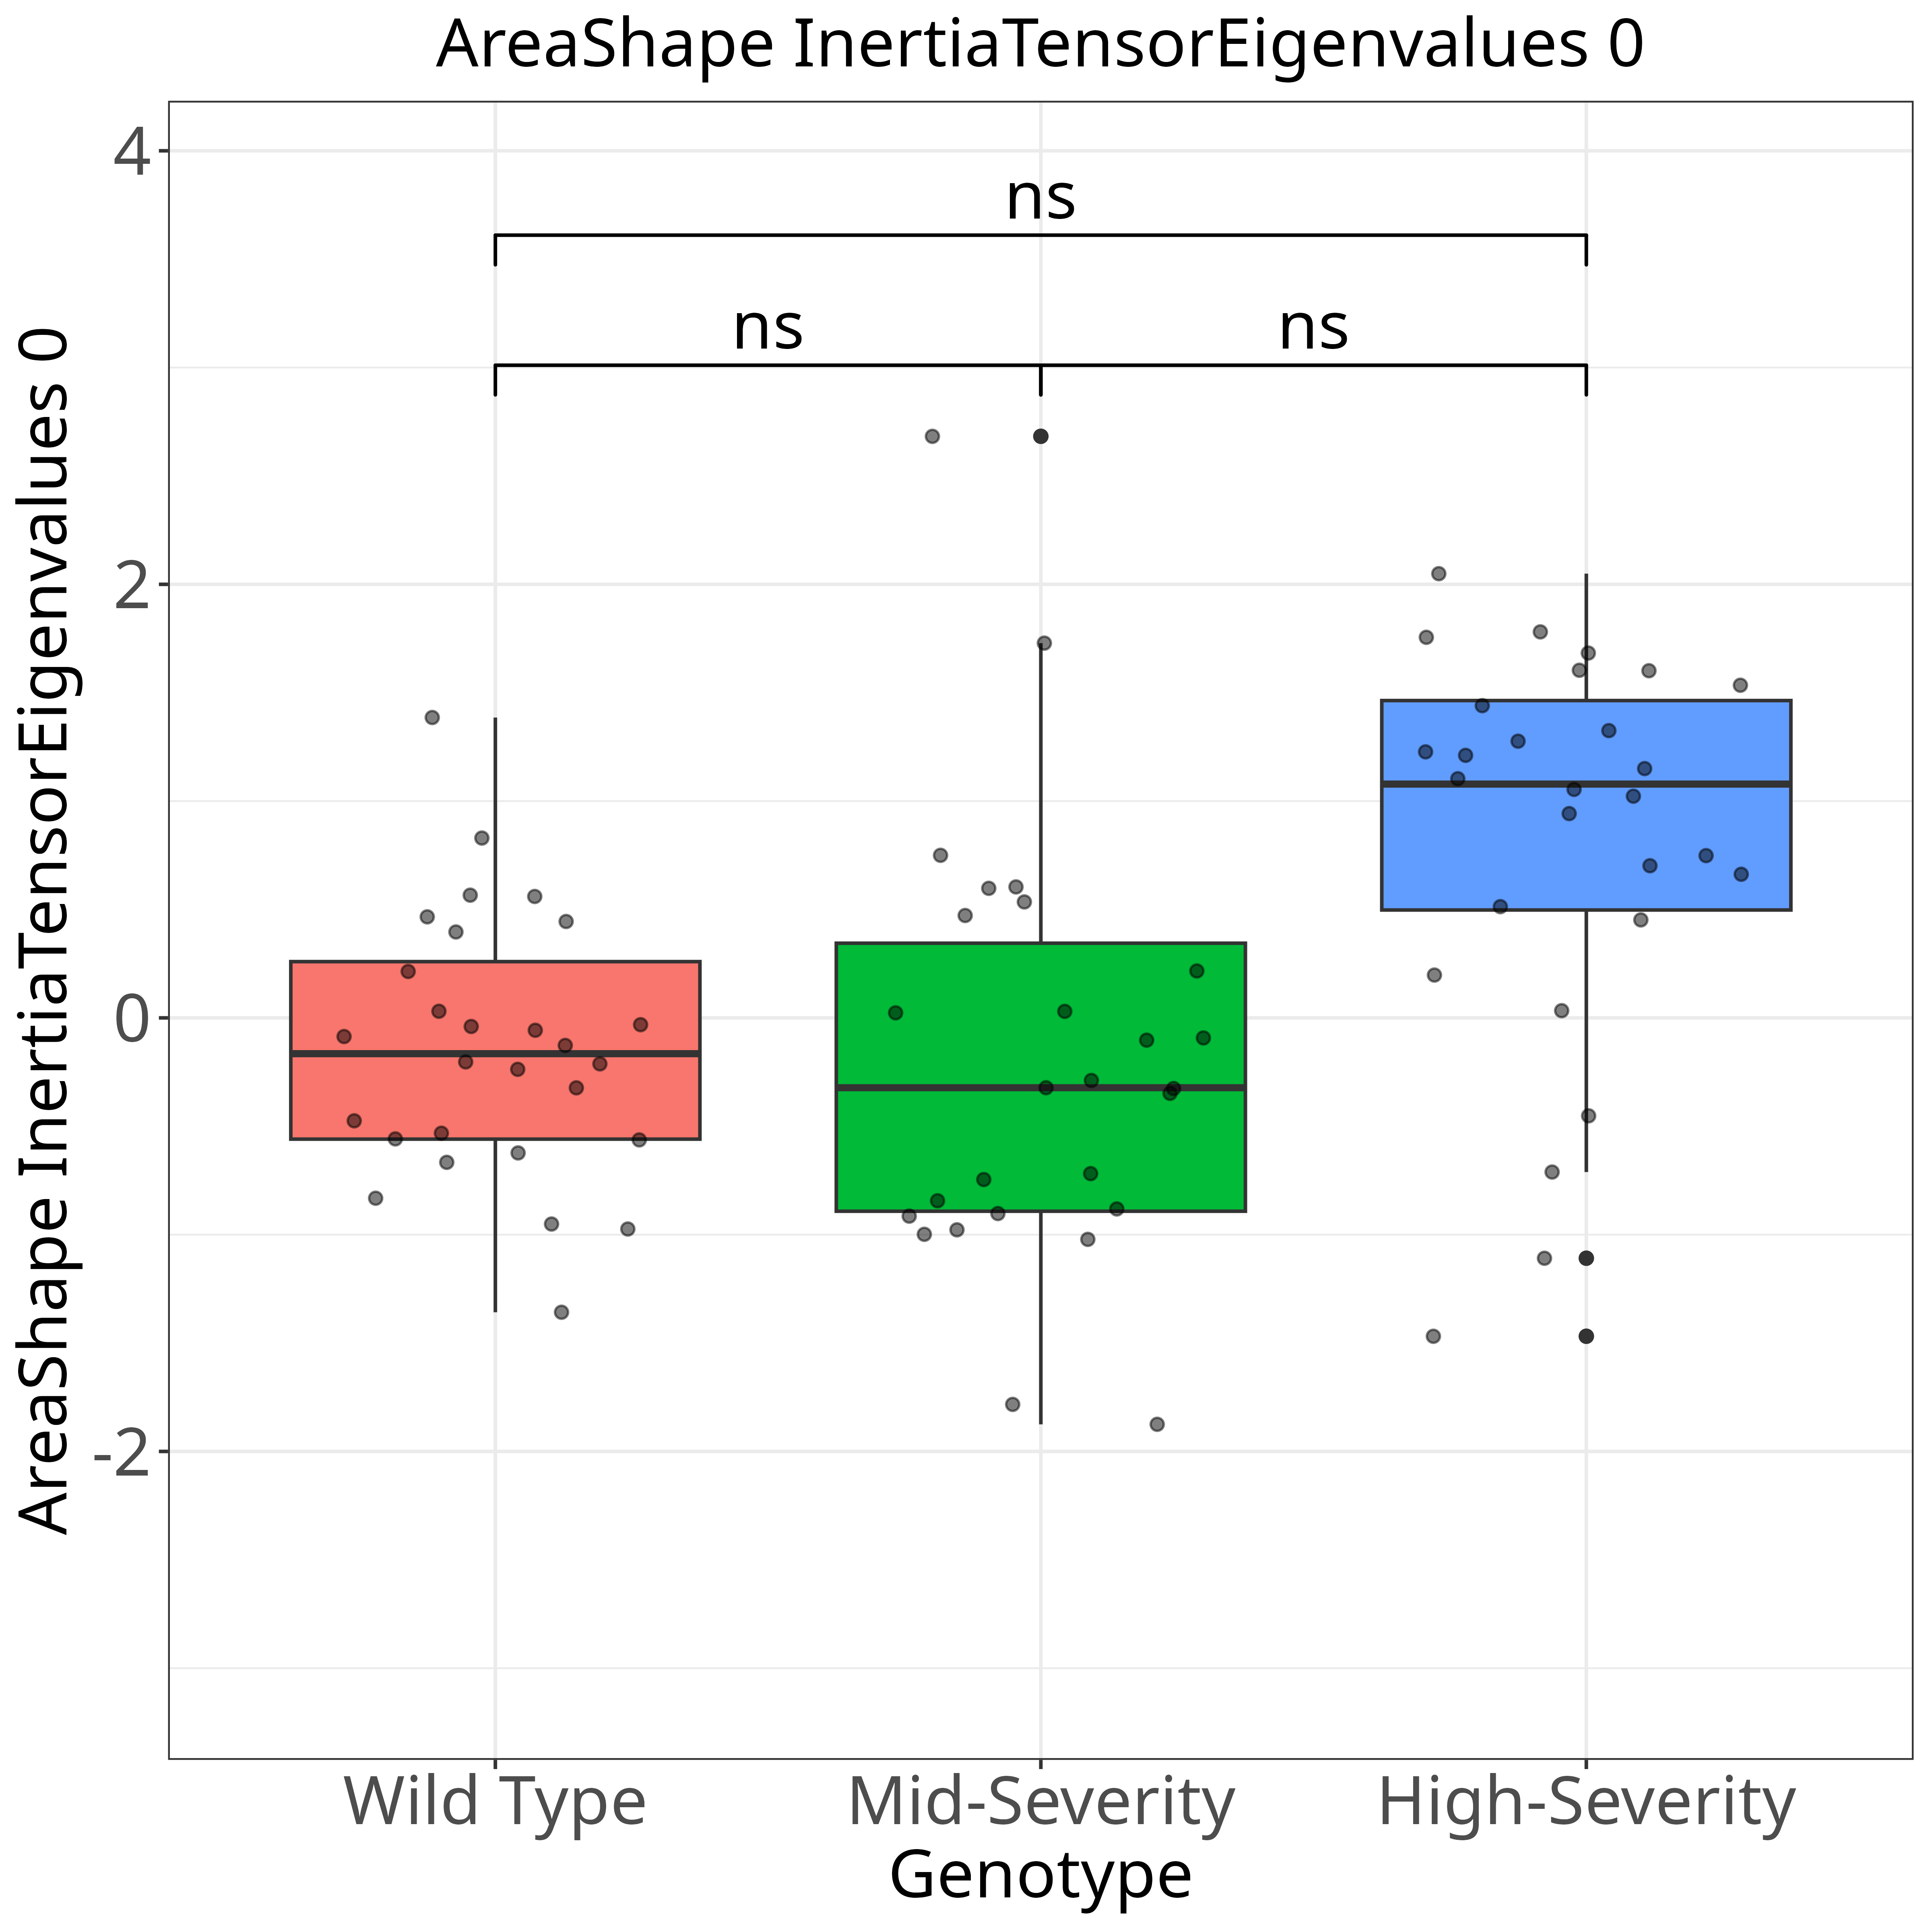 AreaShape InertiaTensorEigenvalues 0
AreaShape InertiaTensorEigenvalues 0
4
2
0
-2
ns
ns ns
Wild Type Mid-Severity High-Severity
Genotype